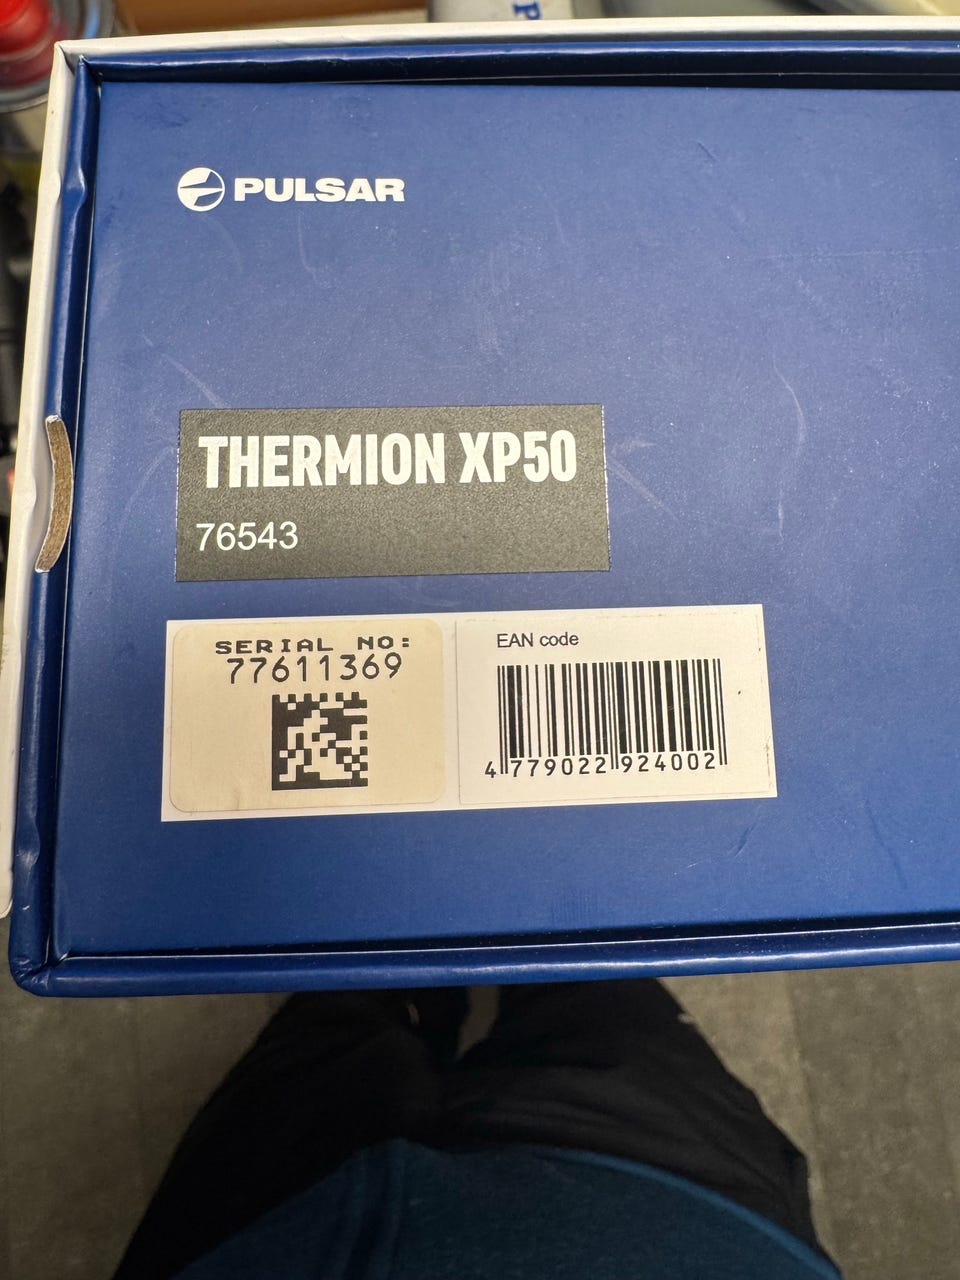 P
PULSAR
THERMION XP50
76543
SERIAL NO:
77611369
EAN code
4 779022 924002